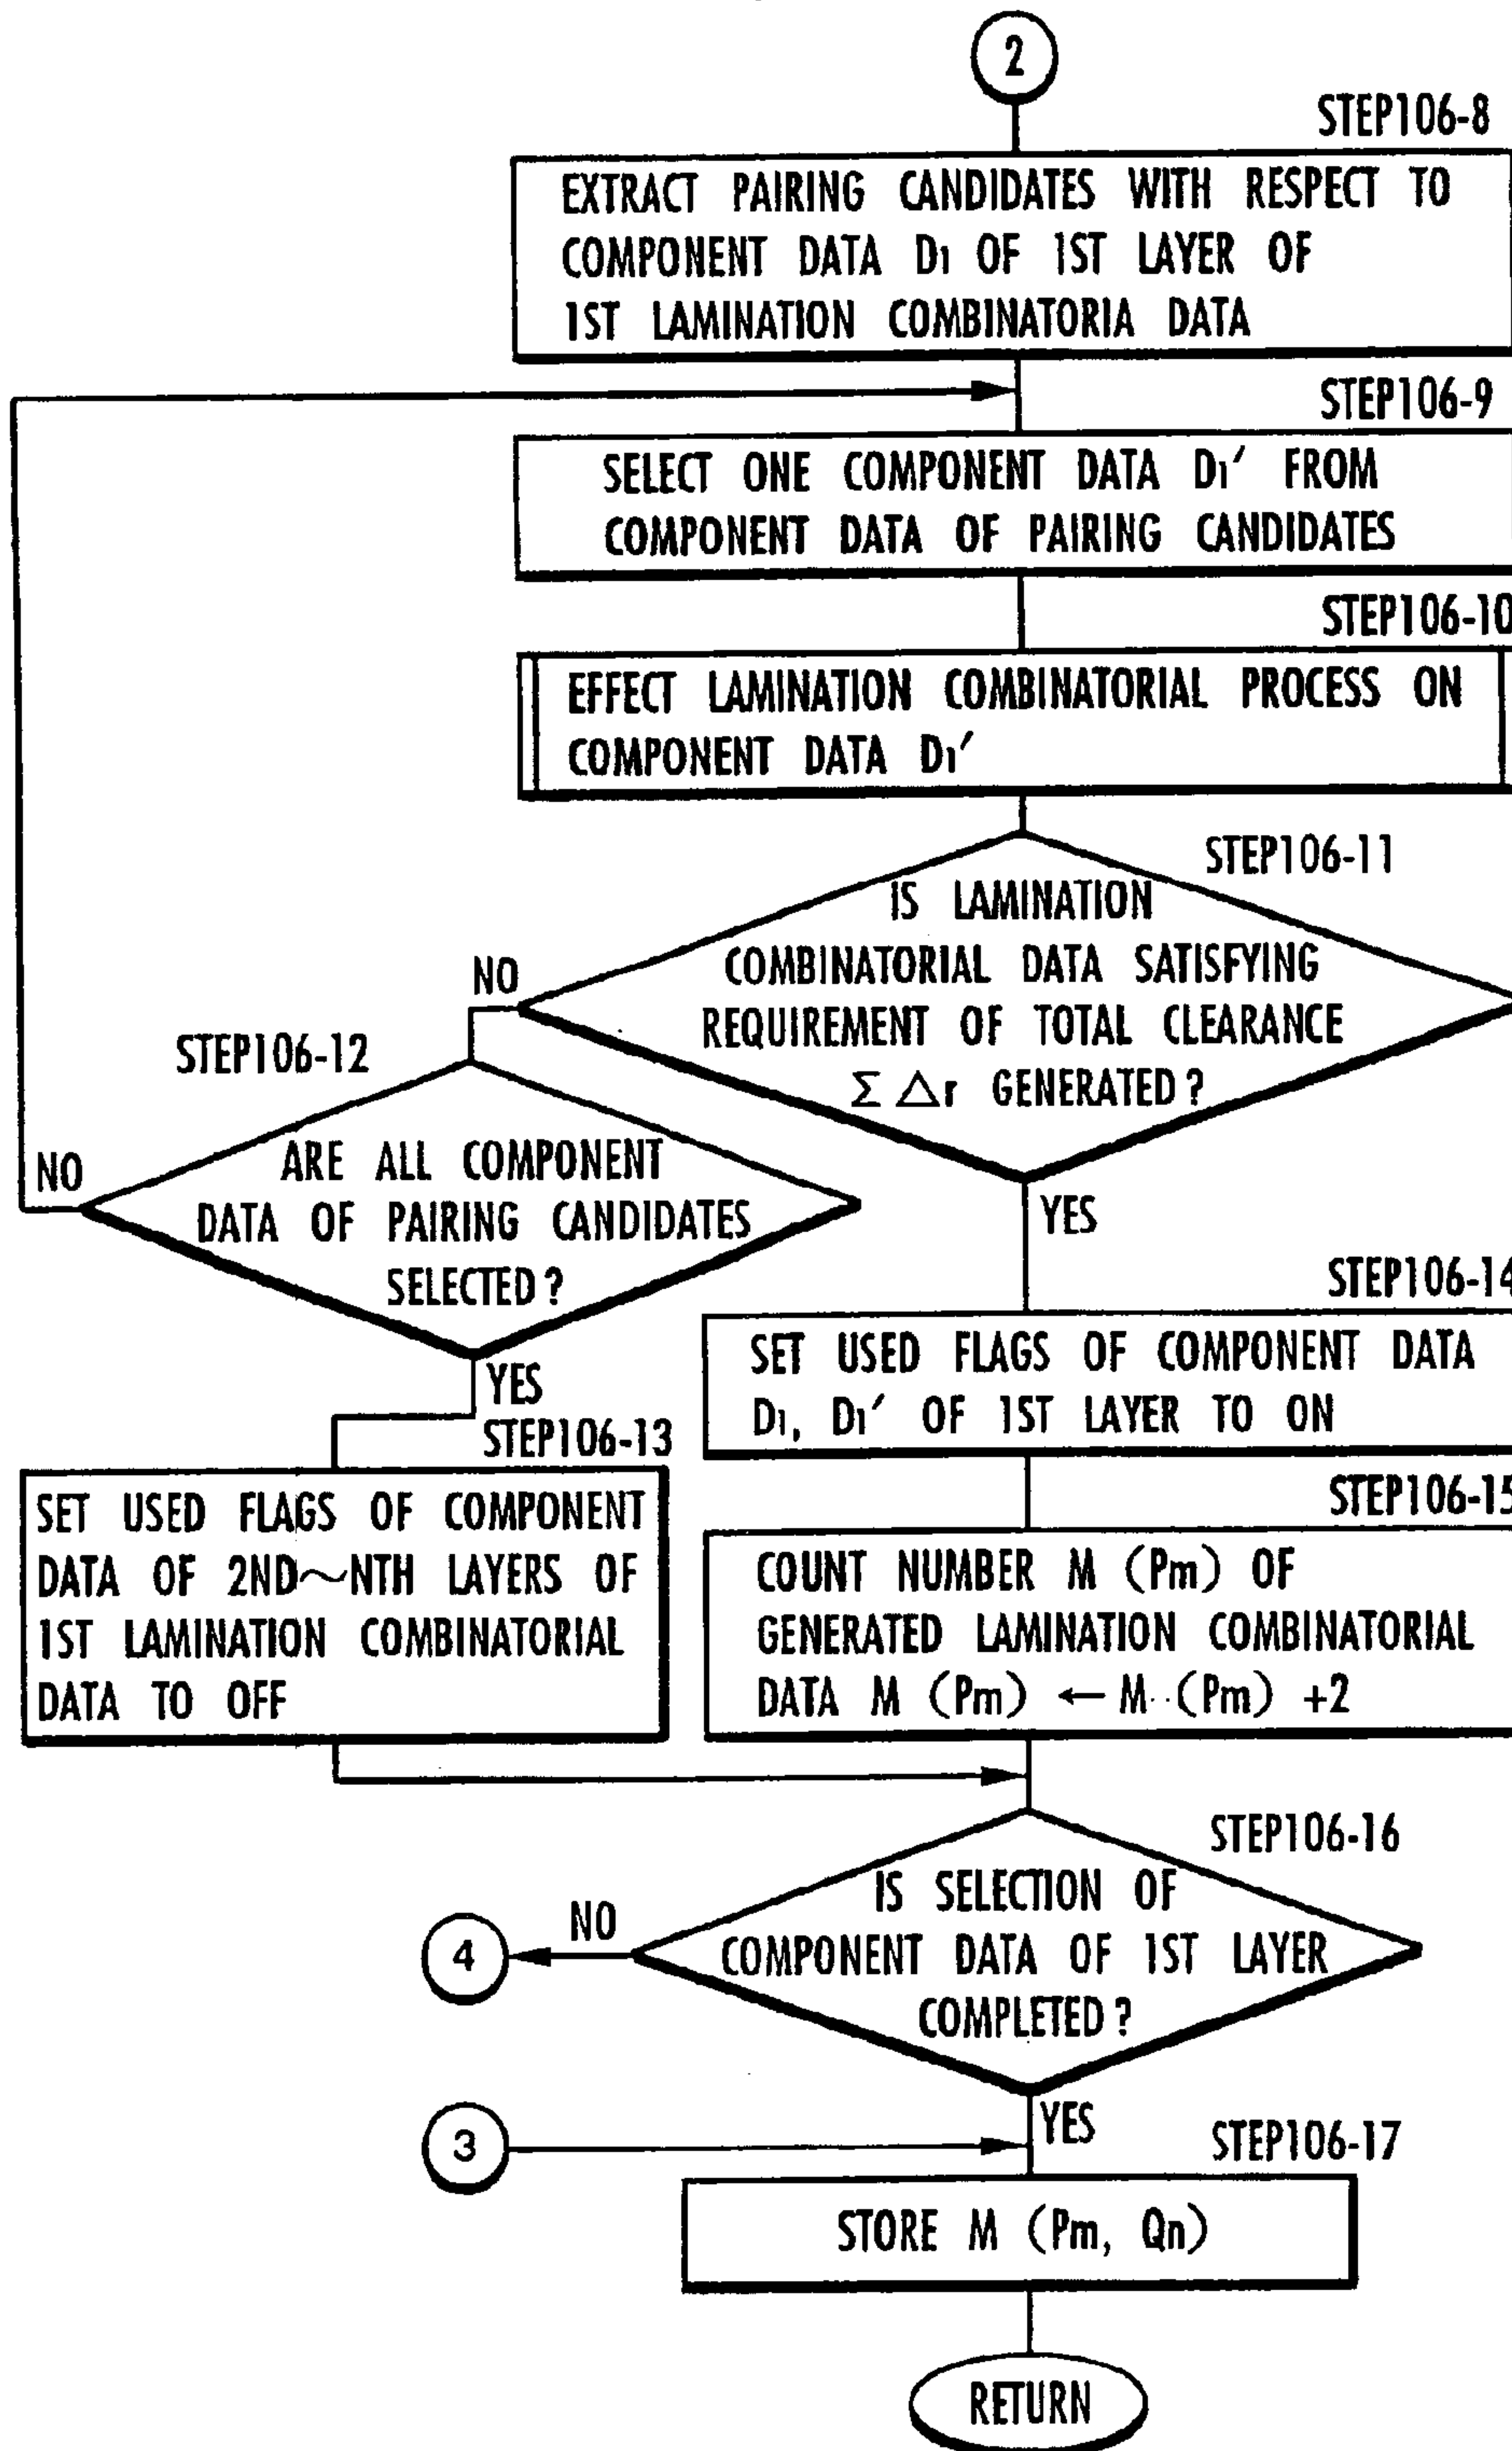 2
STEP106-8
EXTRACT PAIRING CANDIDATES WITH RESPECT TO
COMPONENT DATA D1 OF 1ST LAYER OF
1ST LAMINATION COMBINATORIA DATA
STEP106-9
SELECT ONE COMPONENT DATA D1′ FROM
COMPONENT DATA OF PAIRING CANDIDATES
STEP106-10
EFFECT LAMINATION COMBINATORIAL PROCESS ON
COMPONENT DATA D1′
STEP106-11
IS LAMINATION
COMBINATORIAL DATA SATISFYING
REQUIREMENT OF TOTAL CLEARANCE
Σ △r GENERATED?
NO
YES
STEP106-12
ARE ALL COMPONENT
DATA OF PAIRING CANDIDATES
SELECTED?
NO
YES
STEP106-13
SET USED FLAGS OF COMPONENT
DATA OF 2ND~NTH LAYERS OF
1ST LAMINATION COMBINATORIAL
DATA TO OFF
STEP106-14
SET USED FLAGS OF COMPONENT DATA
D1, D1′ OF 1ST LAYER TO ON
STEP106-15
COUNT NUMBER M (Pm) OF
GENERATED LAMINATION COMBINATORIAL
DATA M (Pm) ← M (Pm) +2
STEP106-16
IS SELECTION OF
COMPONENT DATA OF 1ST LAYER
COMPLETED?
NO
4
YES
3
STEP106-17
STORE M (Pm, Qn)
RETURN